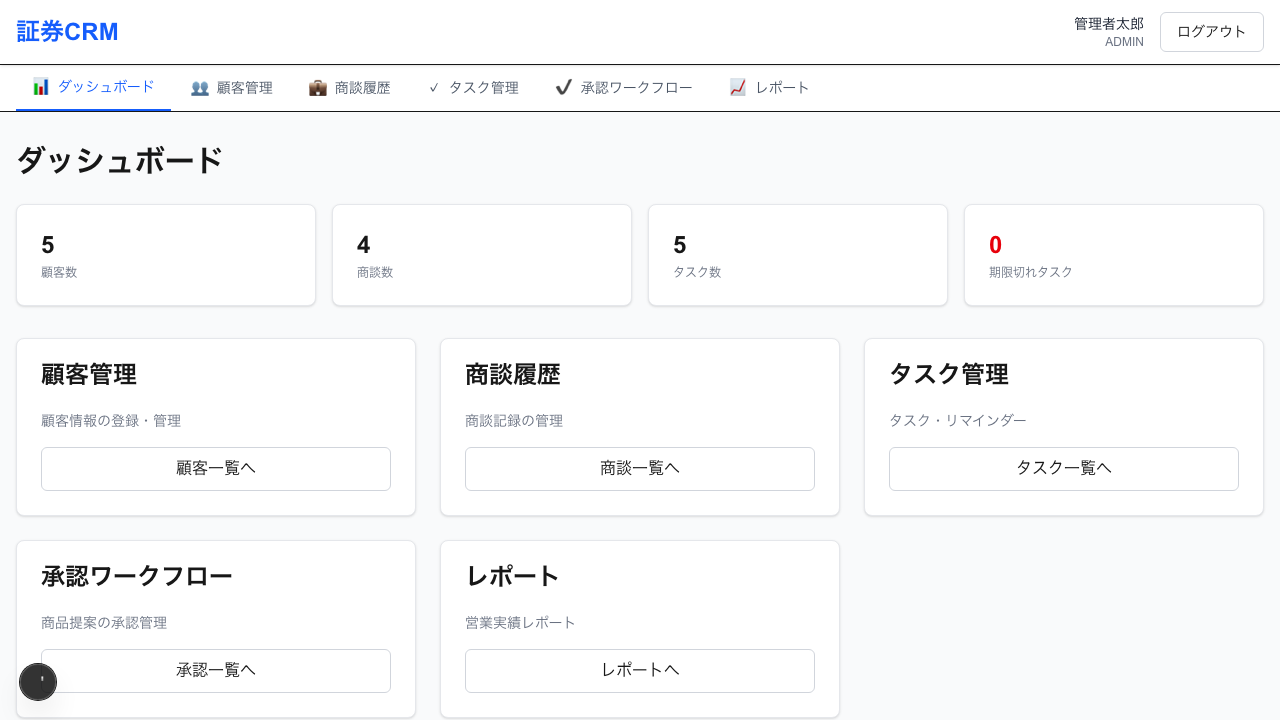 証券CRM
管理者太郎
ADMIN
ログアウト
ダッシュボード
顧客管理
商談履歴
タスク管理
承認ワークフロー
レポート
ダッシュボード
5
顧客数
4
商談数
5
タスク数
0
期限切れタスク
顧客管理
顧客情報の登録・管理
顧客一覧へ
商談履歴
商談記録の管理
商談一覧へ
タスク管理
タスク・リマインダー
タスク一覧へ
承認ワークフロー
商品提案の承認管理
承認一覧へ
レポート
営業実績レポート
レポートへ